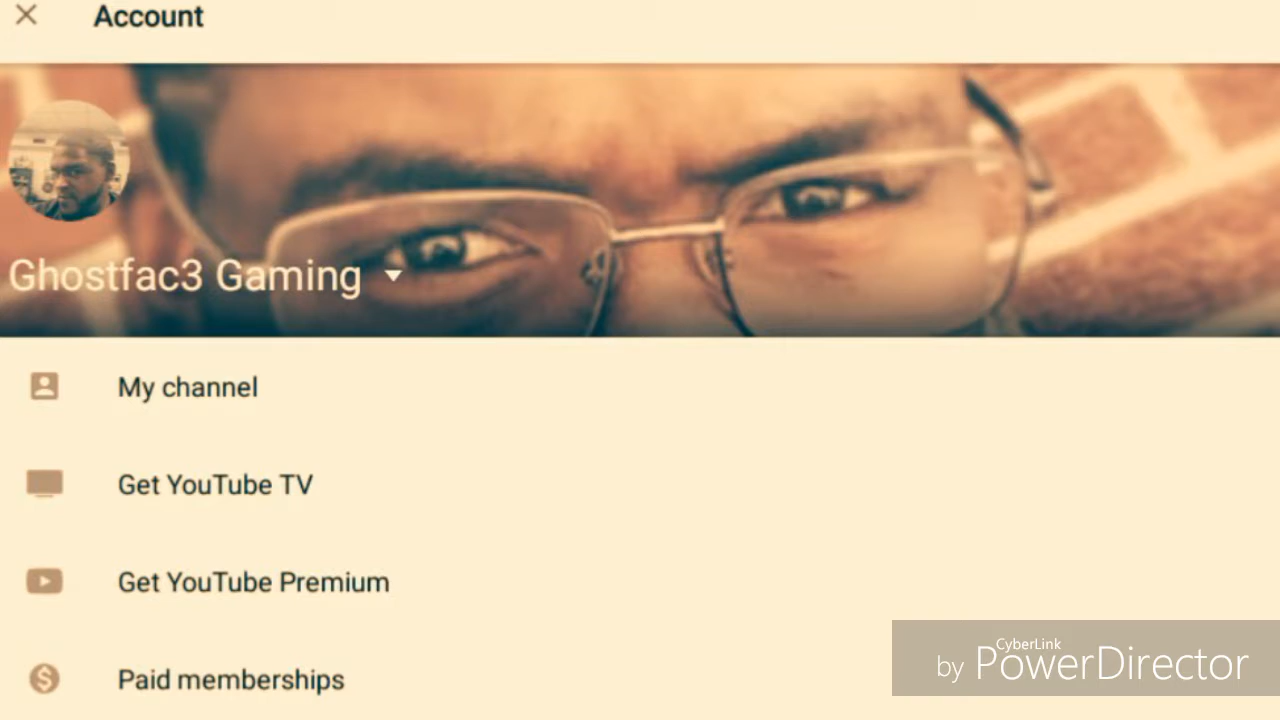 Account
Ghostfac3 Gaming
My channel
Get YouTube TV
Get YouTube Premium
Paid memberships
CyberLink
by PowerDirector